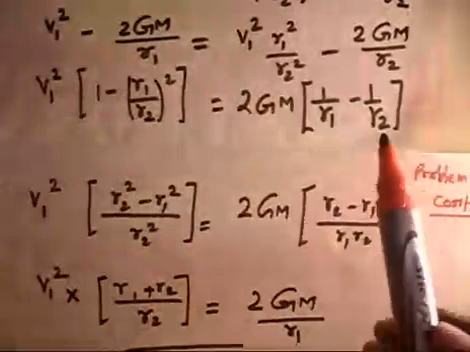 v₁² - 2GM/r₁ = v₁² r₁²/r₂² - 2GM/r₂
v₁² [1 - (r₁/r₂)²] = 2GM [1/r₁ - 1/r₂]
Problem
v₁² [r₂² - r₁²/r₂²] = 2GM [r₂ - r₁/r₁r₂
v₁² × [r₁ + r₂/r₂] = 2GM/r₁